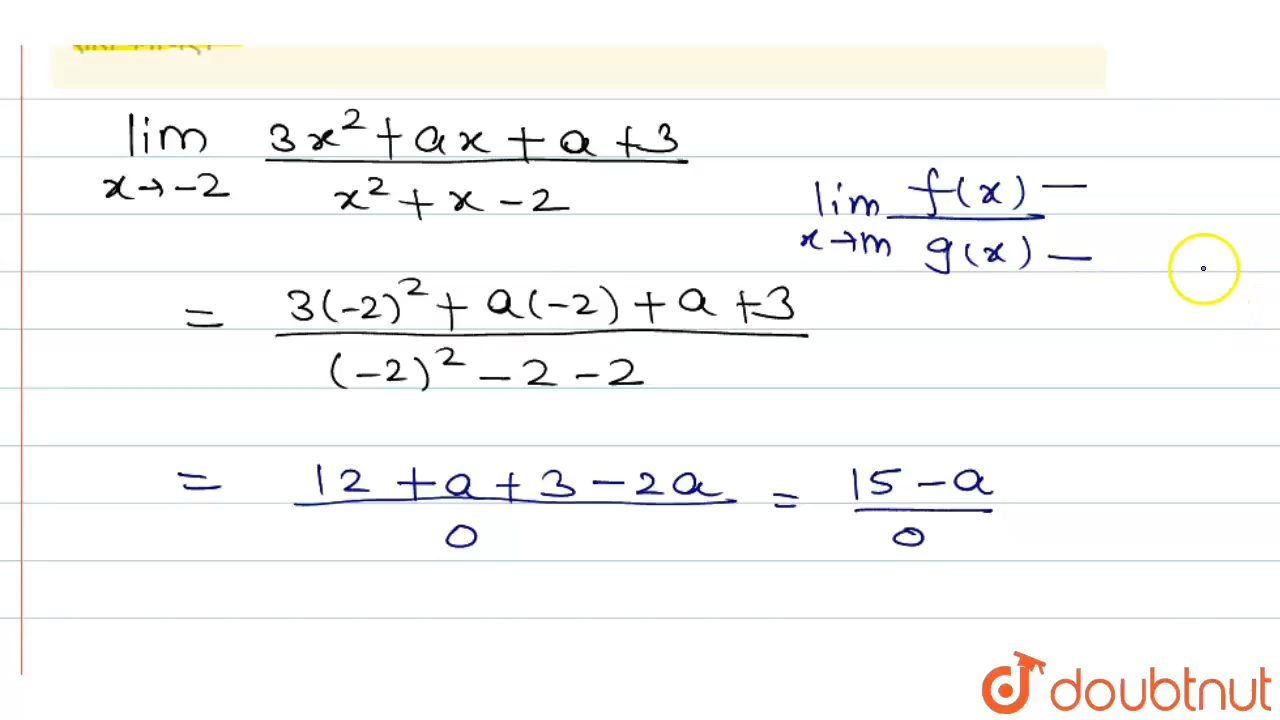 lim x→-2 (3x² + ax + a + 3)/(x² + x - 2)
lim x→m f(x) — / g(x) —
= (3(-2)² + a(-2) + a + 3)/((-2)² - 2 - 2)
= (12 + a + 3 - 2a)/0 = (15 - a)/0
doubtnut